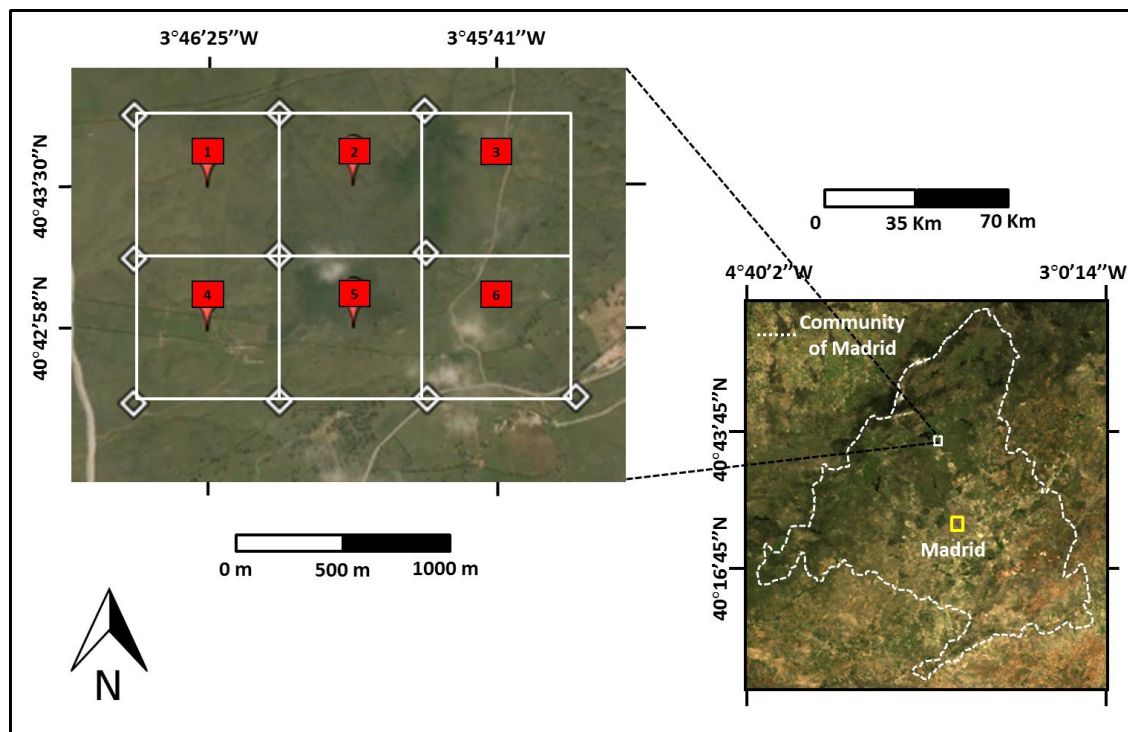 3°46'25''W
3°45'41''W
40°43'30''N
40°42'58''N
1
2
3
4
5
6
0 m
500 m
1000 m
N
0
35 Km
70 Km
4°40'2''W
3°0'14''W
40°43'45''N
40°16'45''N
Community
of Madrid
Madrid